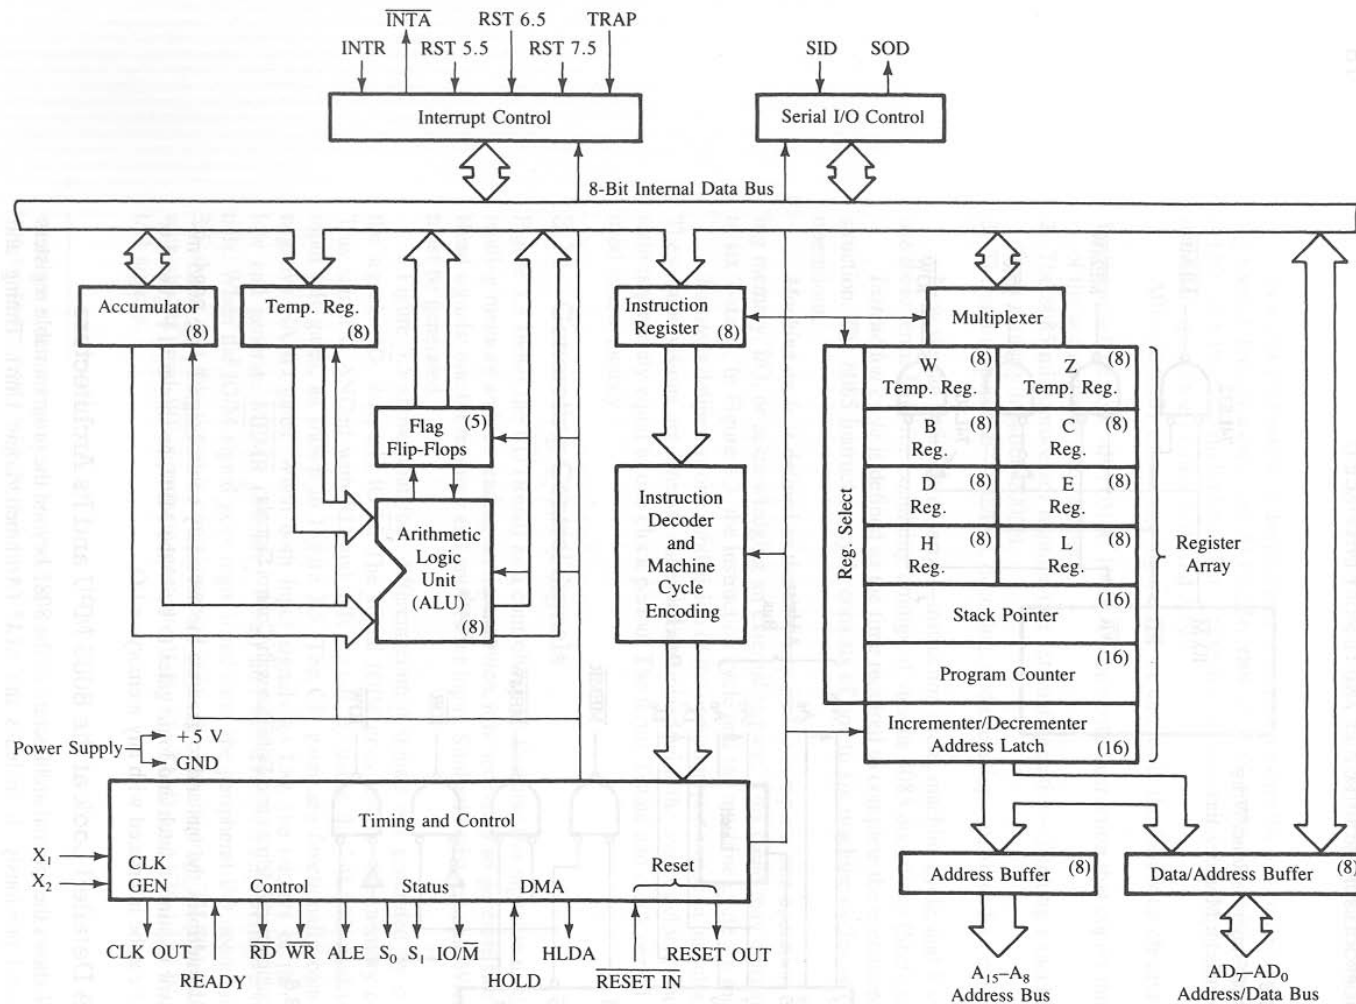 INTA
RST 6.5
TRAP
INTR
RST 5.5
RST 7.5
SID
SOD
Interrupt Control
Serial I/O Control
8-Bit Internal Data Bus
Accumulator
(8)
Temp. Reg.
(8)
Instruction
Register
(8)
Multiplexer
Flag
Flip-Flops
(5)
Arithmetic
Logic
Unit
(ALU)
(8)
Instruction
Decoder
and
Machine
Cycle
Encoding
Reg. Select
W
Temp. Reg.
(8)
Z
Temp. Reg.
(8)
B
Reg.
(8)
C
Reg.
(8)
D
Reg.
(8)
E
Reg.
(8)
H
Reg.
(8)
L
Reg.
(8)
Stack Pointer
(16)
Program Counter
(16)
Incrementer/Decrementer
Address Latch
(16)
Register
Array
Power Supply
+5 V
GND
Timing and Control
X1
X2
CLK
GEN
Control
Status
DMA
Reset
CLK OUT
READY
RD
WR
ALE
S0
S1
IO/M
HOLD
HLDA
RESET IN
RESET OUT
Address Buffer
(8)
Data/Address Buffer
(8)
A15–A8
Address Bus
AD7–AD0
Address/Data Bus